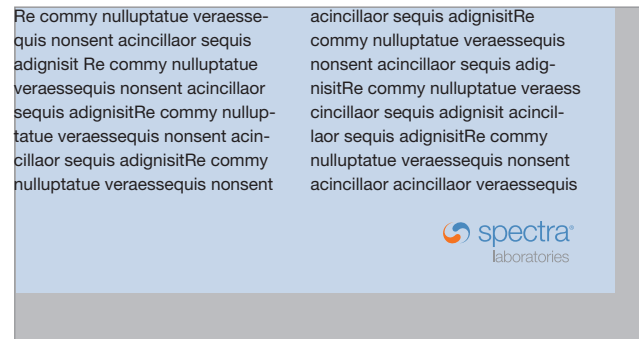 Re commy nulluptatue veraesse-
quis nonsent acincillaor sequis
adignisit Re commy nulluptatue
veraessequis nonsent acincillaor
sequis adignisitRe commy nullup-
tatue veraessequis nonsent acin-
cillaor sequis adignisitRe commy
nulluptatue veraessequis nonsent
acincillaor sequis adignisitRe
commy nulluptatue veraessequis
nonsent acincillaor sequis adig-
nisitRe commy nulluptatue veraess
cincillaor sequis adignisit acincil-
laor sequis adignisitRe commy
nulluptatue veraessequis nonsent
acincillaor acincillaor veraessequis
spectra®
laboratories